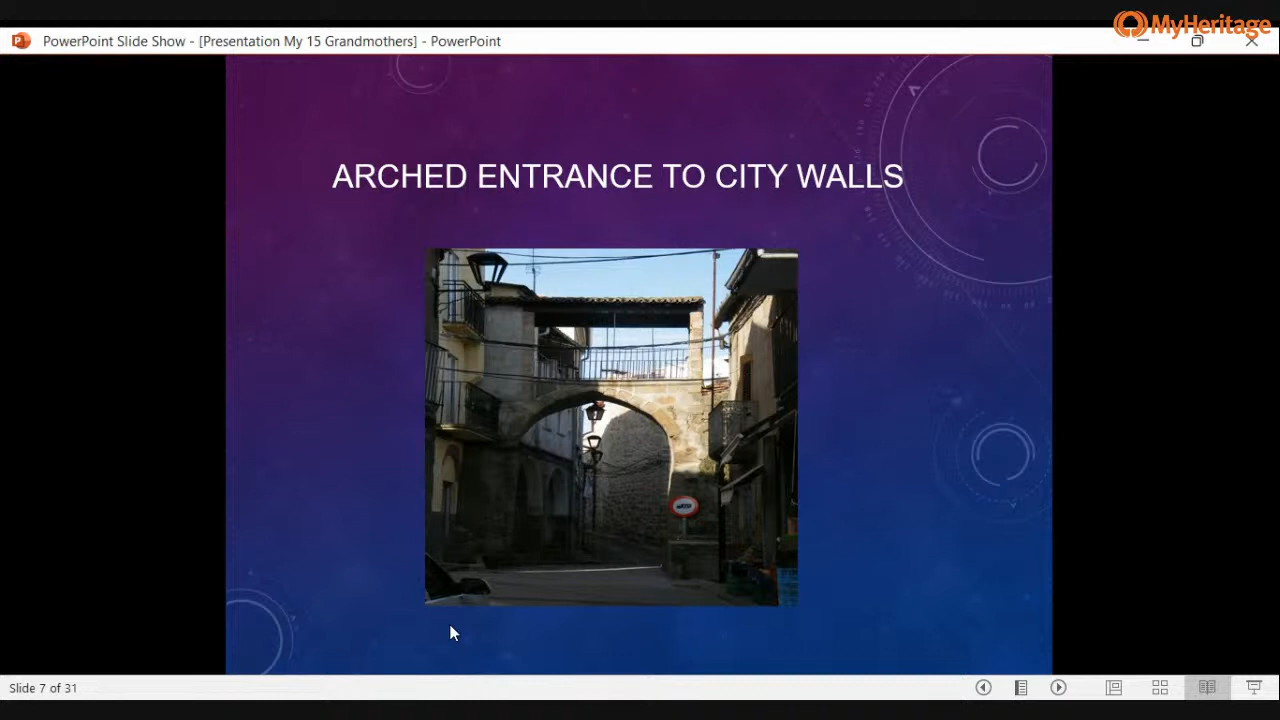 MyHeritage
PowerPoint Slide Show - [Presentation My 15 Grandmothers] - PowerPoint
ARCHED ENTRANCE TO CITY WALLS
Slide 7 of 31